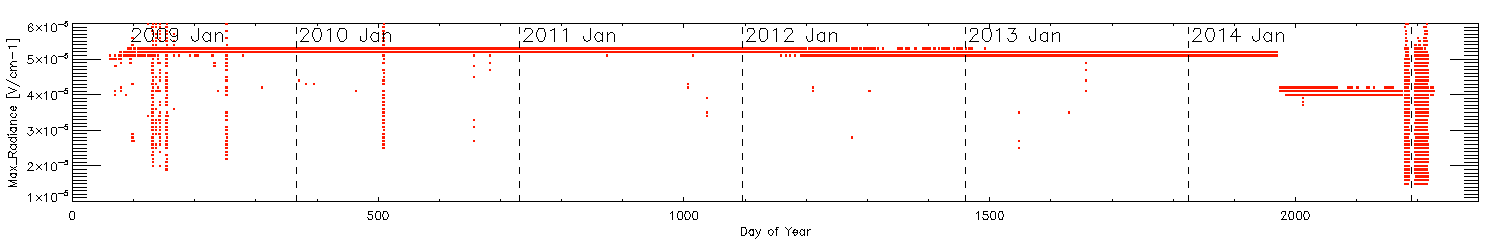 6×10⁻⁵
2009 Jan 2010 Jan 2011 Jan 2012 Jan 2013 Jan 2014 Jan
5×10⁻⁵
4×10⁻⁵
3×10⁻⁵
2×10⁻⁵
1×10⁻⁵
Max_Radiance [V/cm-1]
0 500 1000 1500 2000
Day of Year